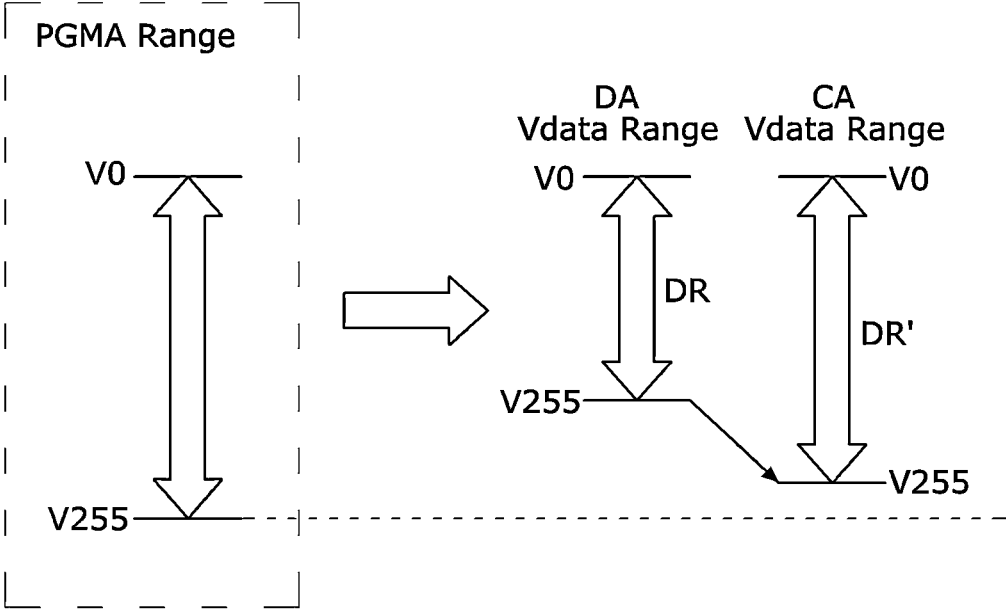 PGMA Range
V0
V255
DA
Vdata Range
V0
DR
V255
CA
Vdata Range
V0
DR'
V255